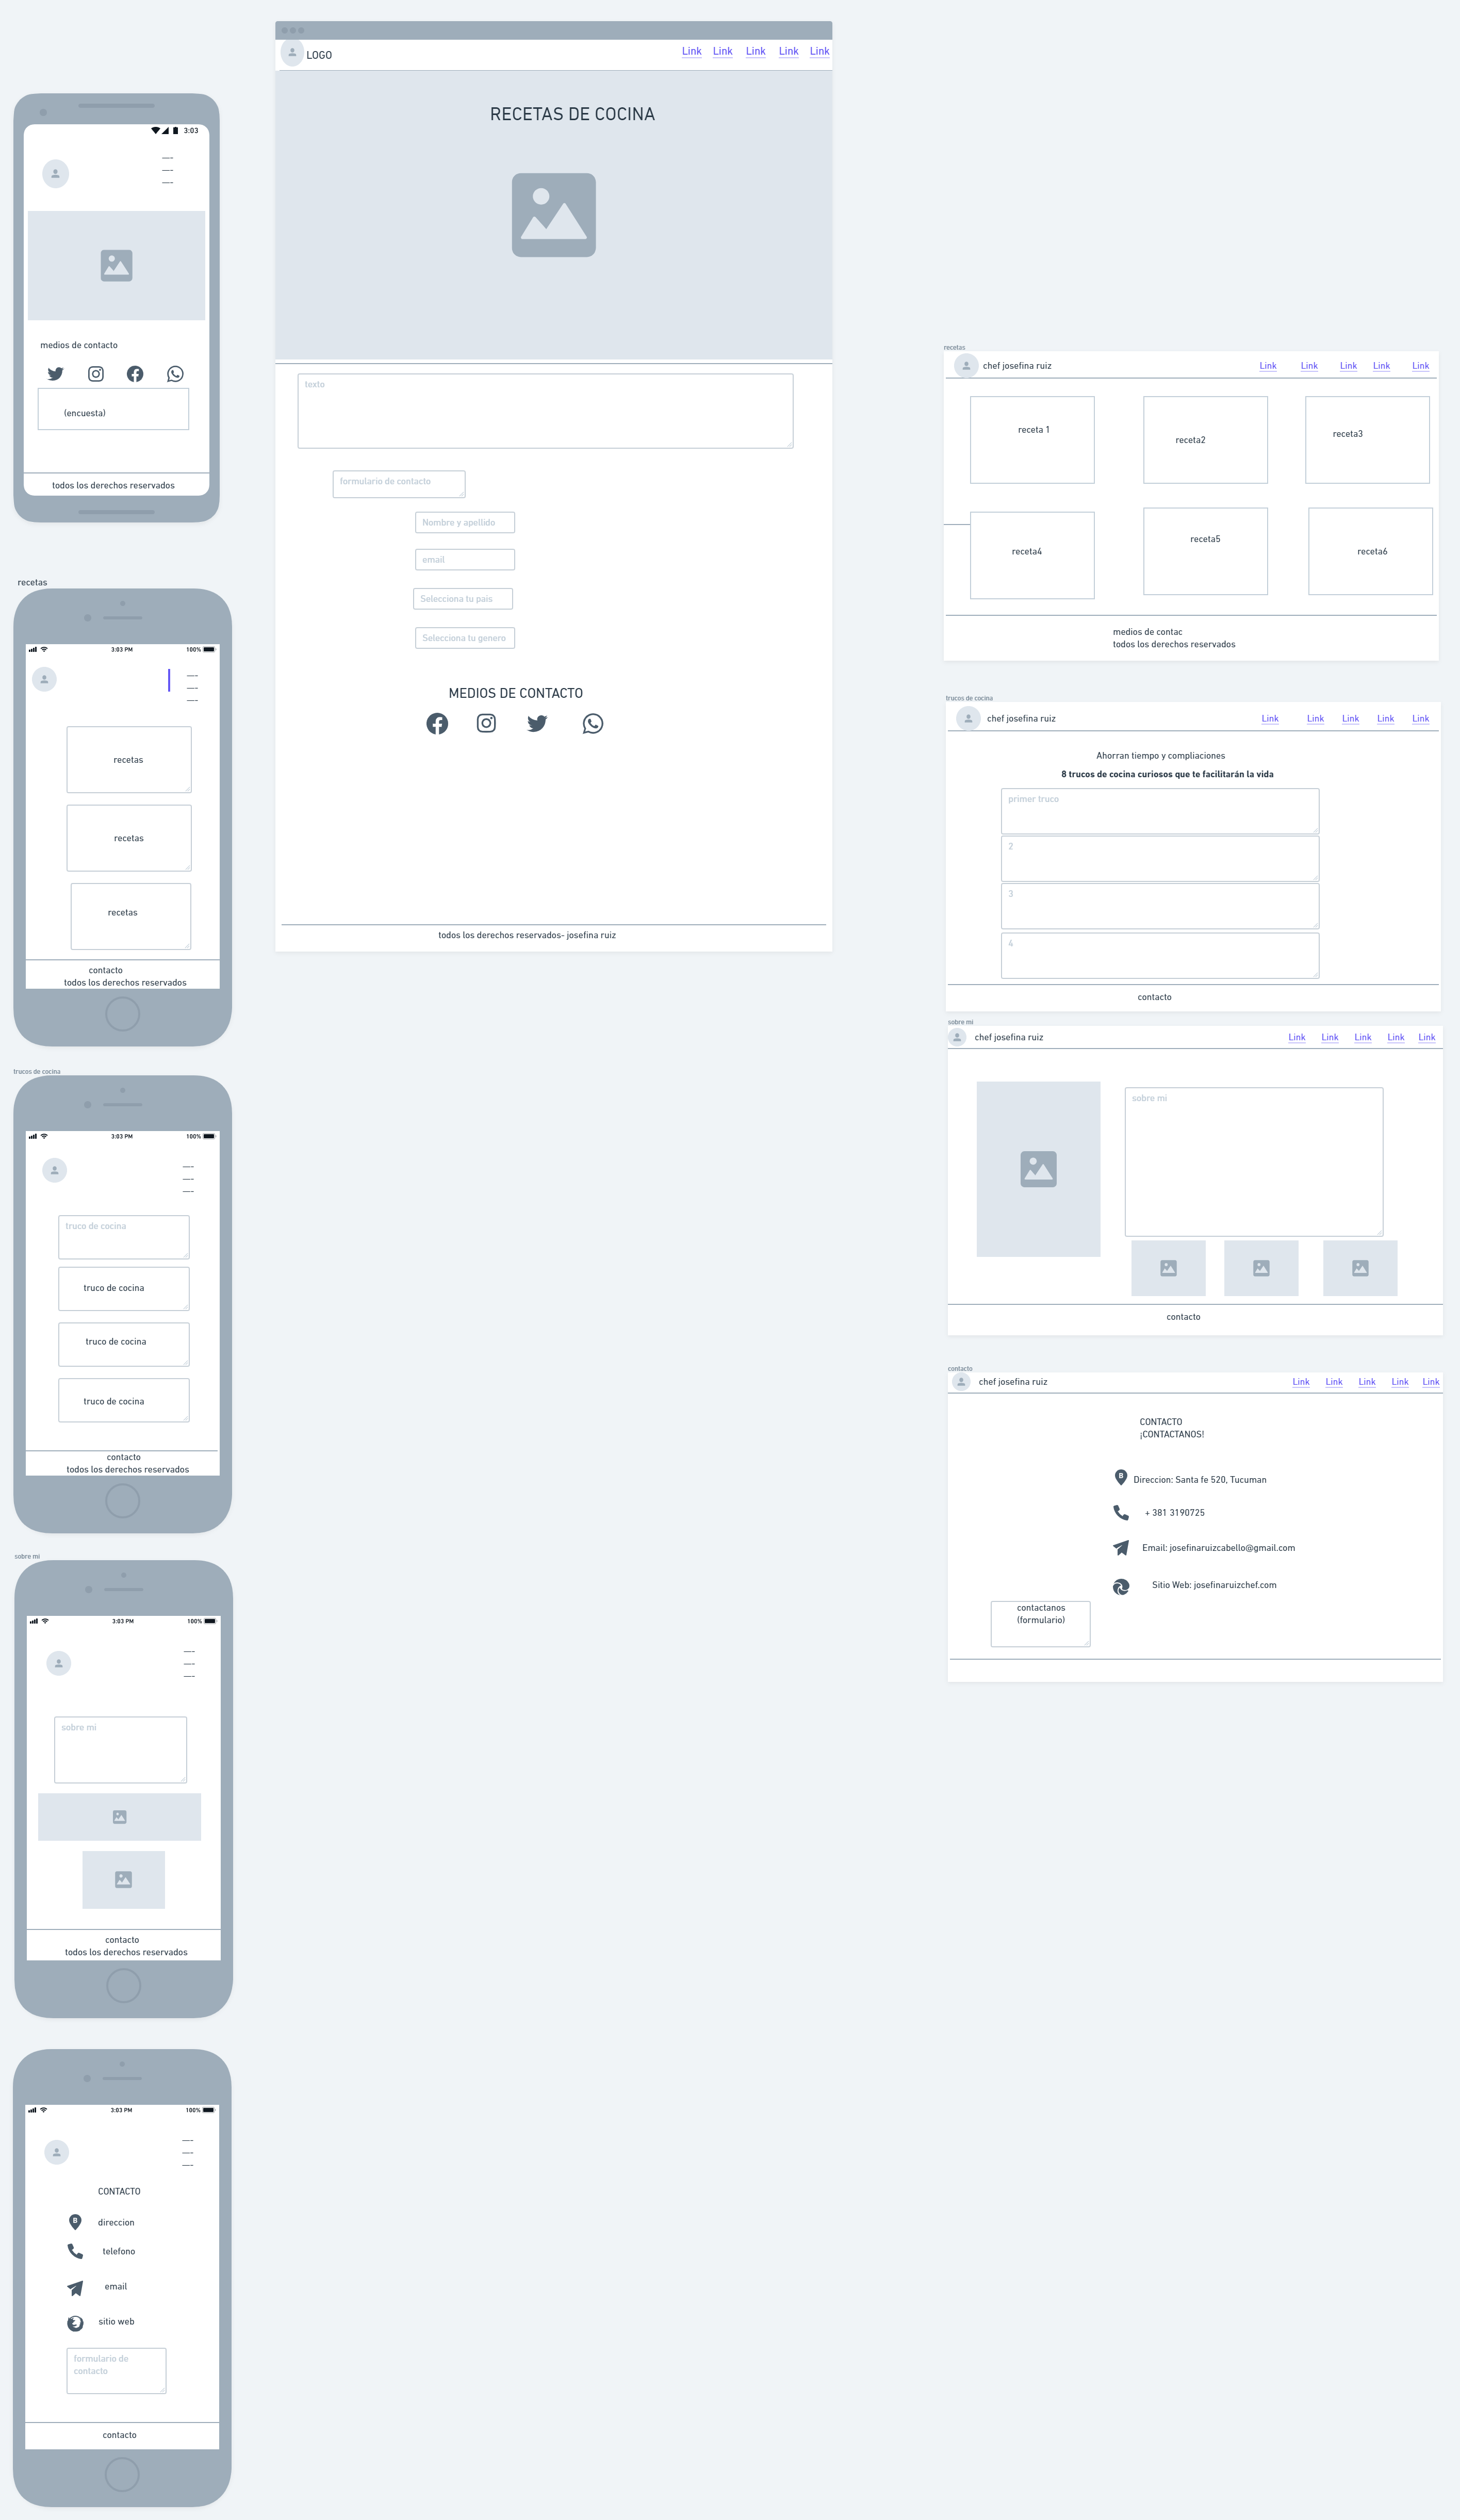 3:03
medios de contacto
(encuesta)
todos los derechos reservados
recetas
3:03 PM
100%
recetas
recetas
recetas
contacto
todos los derechos reservados
trucos de cocina
3:03 PM
100%
truco de cocina
truco de cocina
truco de cocina
truco de cocina
contacto
todos los derechos reservados
sobre mi
3:03 PM
100%
sobre mi
contacto
todos los derechos reservados
3:03 PM
100%
CONTACTO
B
direccion
telefono
email
sitio web
formulario de
contacto
contacto
LOGO
Link Link Link Link Link
RECETAS DE COCINA
texto
formulario de contacto
Nombre y apellido
email
Selecciona tu pais
Selecciona tu genero
MEDIOS DE CONTACTO
todos los derechos reservados- josefina ruiz
recetas
chef josefina ruiz
Link Link Link Link Link
receta 1
receta2
receta3
receta4
receta5
receta6
medios de contac
todos los derechos reservados
trucos de cocina
chef josefina ruiz
Link Link Link Link Link
Ahorran tiempo y compliaciones
8 trucos de cocina curiosos que te facilitarán la vida
primer truco
2
3
4
contacto
sobre mi
chef josefina ruiz
Link Link Link Link Link
sobre mi
contacto
contacto
chef josefina ruiz
Link Link Link Link Link
CONTACTO
¡CONTACTANOS!
B
Direccion: Santa fe 520, Tucuman
+ 381 3190725
Email: josefinaruizcabello@gmail.com
Sitio Web: josefinaruizchef.com
contactanos
(formulario)